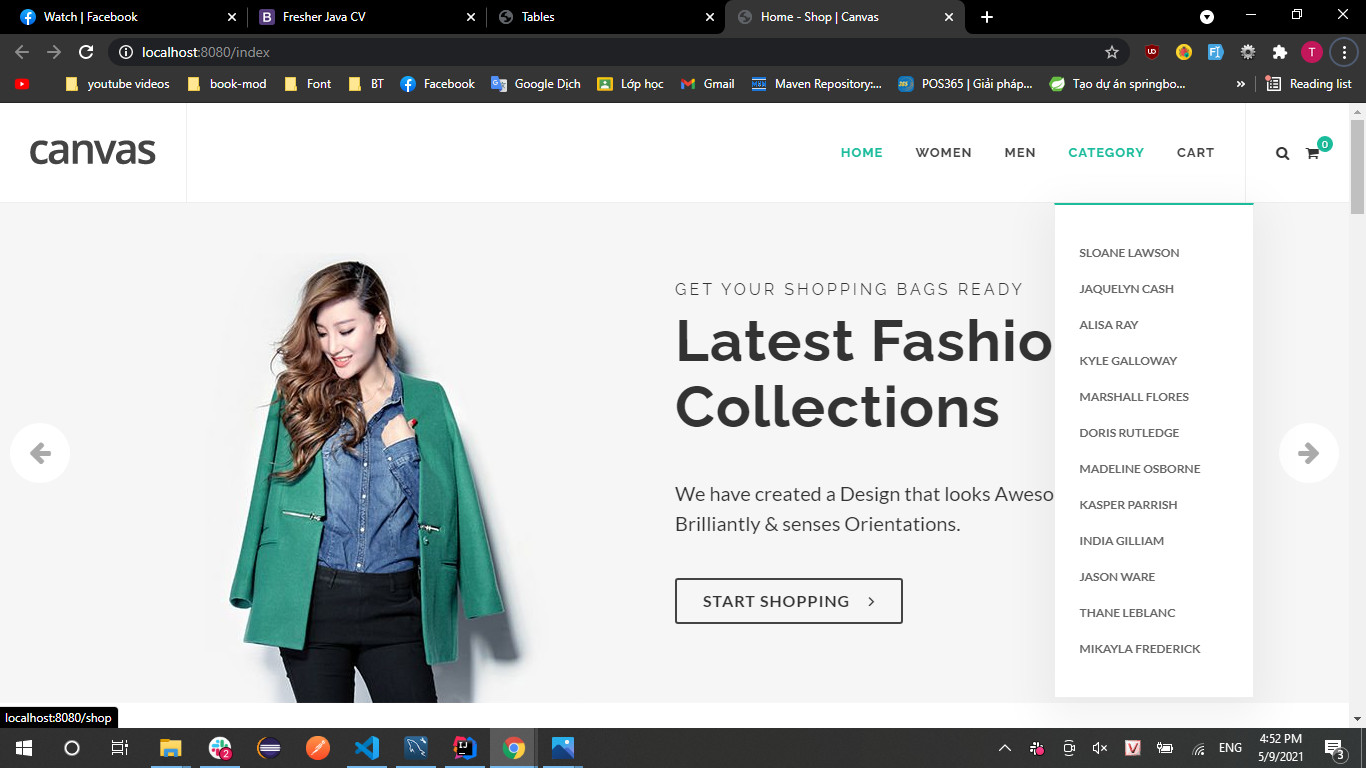 Watch | Facebook
Fresher Java CV
Tables
Home - Shop | Canvas
localhost:8080/index
youtube videos
book-mod
Font
BT
Facebook
Google Dịch
Lớp học
Gmail
Maven Repository:...
POS365 | Giải pháp...
Tạo dự án springbo...
»
Reading list
canvas
HOME
WOMEN
MEN
CATEGORY
CART
0
SLOANE LAWSON
JAQUELYN CASH
ALISA RAY
KYLE GALLOWAY
MARSHALL FLORES
DORIS RUTLEDGE
MADELINE OSBORNE
KASPER PARRISH
INDIA GILLIAM
JASON WARE
THANE LEBLANC
MIKAYLA FREDERICK
GET YOUR SHOPPING BAGS READY
Latest Fashio
Collections
We have created a Design that looks Aweso
Brilliantly & senses Orientations.
START SHOPPING
localhost:8080/shop
2
ENG
4:52 PM
5/9/2021
3